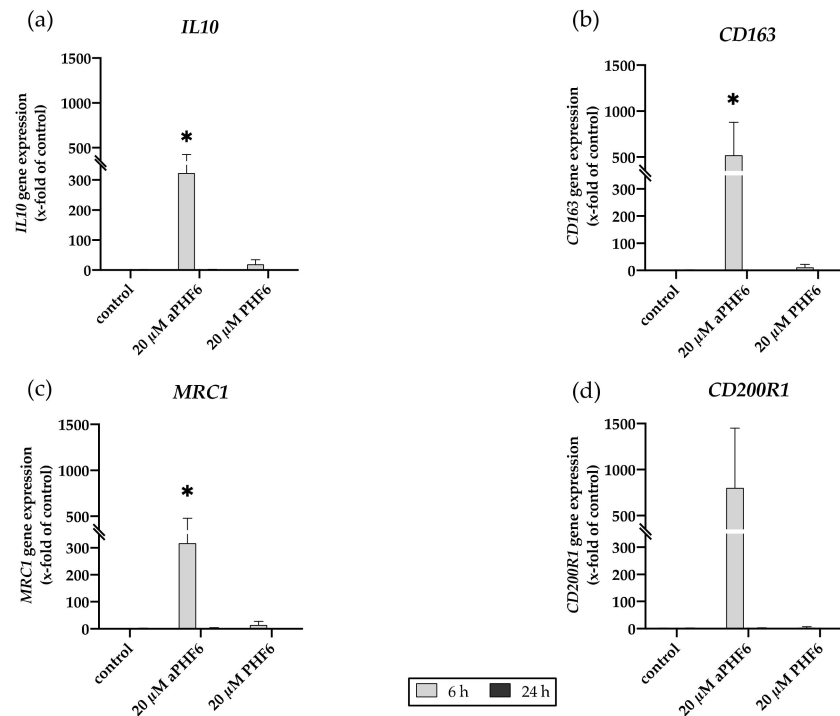 (a)
IL10
IL10 gene expression
(x-fold of control)
1500
1000
500
300
200
100
0
*
control
20 µM aPHF6
20 µM PHF6
(b)
CD163
CD163 gene expression
(x-fold of control)
1500
1000
500
300
200
100
0
*
control
20 µM aPHF6
20 µM PHF6
(c)
MRC1
MRC1 gene expression
(x-fold of control)
1500
1000
500
300
200
100
0
*
control
20 µM aPHF6
20 µM PHF6
(d)
CD200R1
CD200R1 gene expression
(x-fold of control)
1500
1000
500
300
200
100
0
control
20 µM aPHF6
20 µM PHF6
6 h
24 h